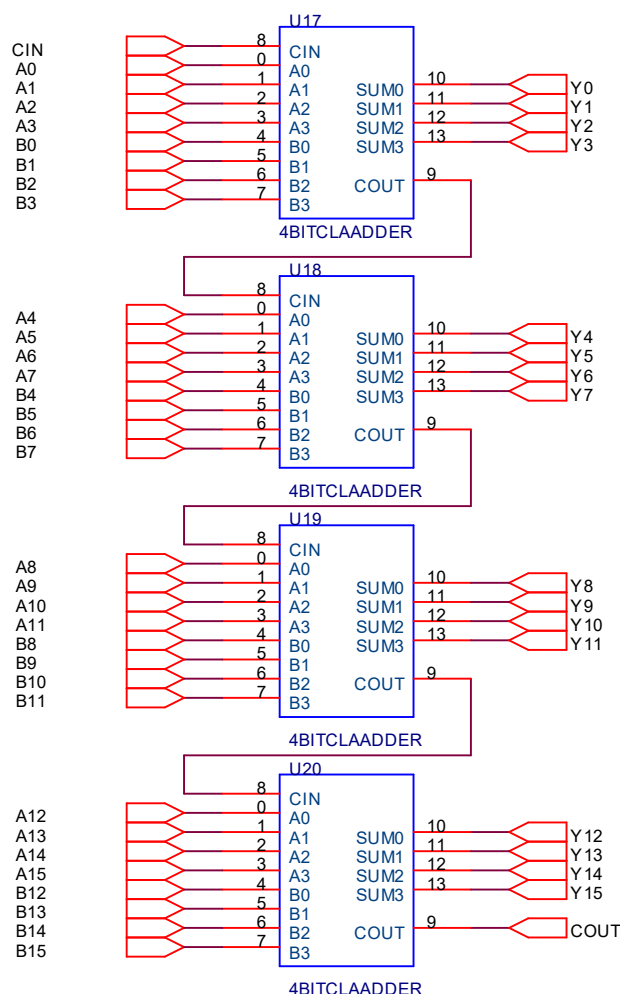 U17
CIN 8 CIN
A0 0 A0
A1 1 A1 SUM0 10 Y0
A2 2 A2 SUM1 11 Y1
A3 3 A3 SUM2 12 Y2
B0 4 B0 SUM3 13 Y3
B1 5 B1
B2 6 B2 COUT 9
B3 7 B3
4BITCLAADDER
U18
8 CIN
A4 0 A0
A5 1 A1 SUM0 10 Y4
A6 2 A2 SUM1 11 Y5
A7 3 A3 SUM2 12 Y6
B4 4 B0 SUM3 13 Y7
B5 5 B1
B6 6 B2 COUT 9
B7 7 B3
4BITCLAADDER
U19
8 CIN
A8 0 A0
A9 1 A1 SUM0 10 Y8
A10 2 A2 SUM1 11 Y9
A11 3 A3 SUM2 12 Y10
B8 4 B0 SUM3 13 Y11
B9 5 B1
B10 6 B2 COUT 9
B11 7 B3
4BITCLAADDER
U20
8 CIN
A12 0 A0
A13 1 A1 SUM0 10 Y12
A14 2 A2 SUM1 11 Y13
A15 3 A3 SUM2 12 Y14
B12 4 B0 SUM3 13 Y15
B13 5 B1
B14 6 B2 COUT 9 COUT
B15 7 B3
4BITCLAADDER